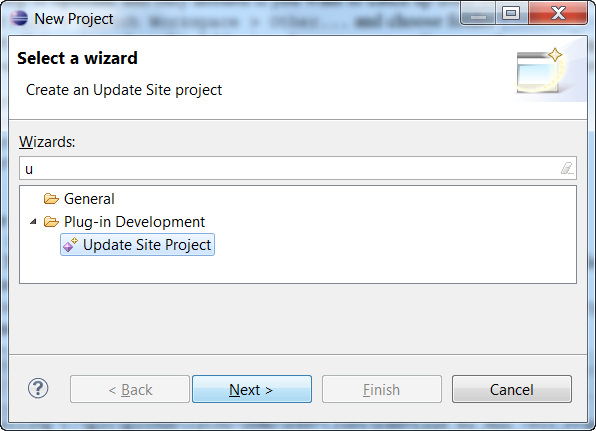 New Project
Select a wizard
Create an Update Site project
Wizards:
u
General
Plug-in Development
Update Site Project
?
< Back
Next >
Finish
Cancel